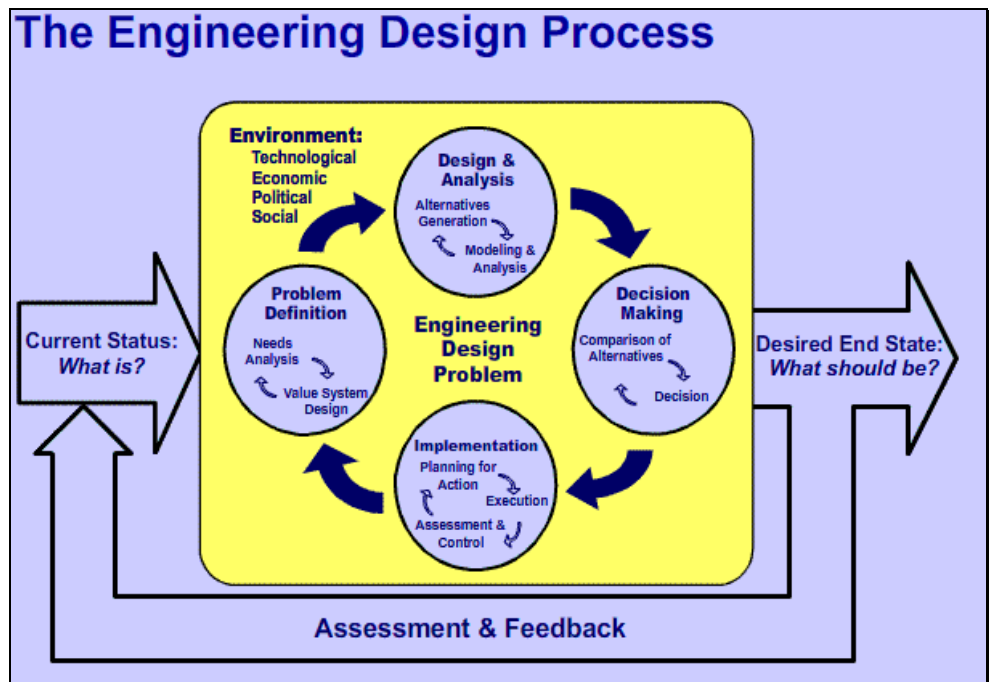 The Engineering Design Process
Environment:
Technological
Economic
Political
Social
Design &
Analysis
Alternatives
Generation
Modeling &
Analysis
Problem
Definition
Needs
Analysis
Value System
Design
Engineering
Design
Problem
Decision
Making
Comparison of
Alternatives
Decision
Implementation
Planning for
Action
Execution
Assessment &
Control
Current Status:
What is?
Desired End State:
What should be?
Assessment & Feedback